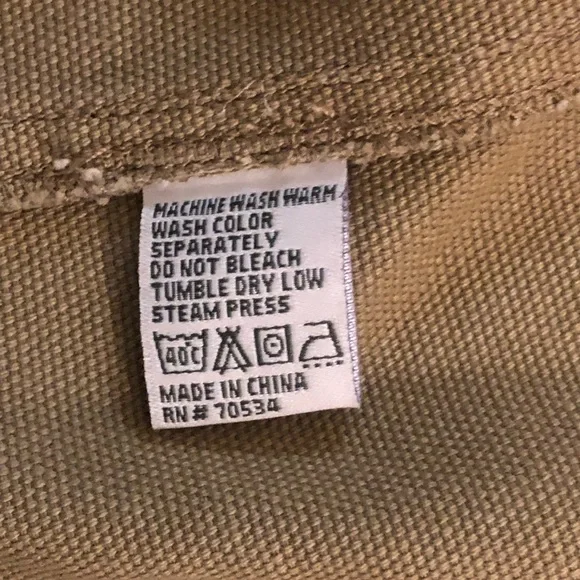 MACHINE WASH WARM
WASH COLOR
SEPARATELY
DO NOT BLEACH
TUMBLE DRY LOW
STEAM PRESS
40C
MADE IN CHINA
RN# 70534